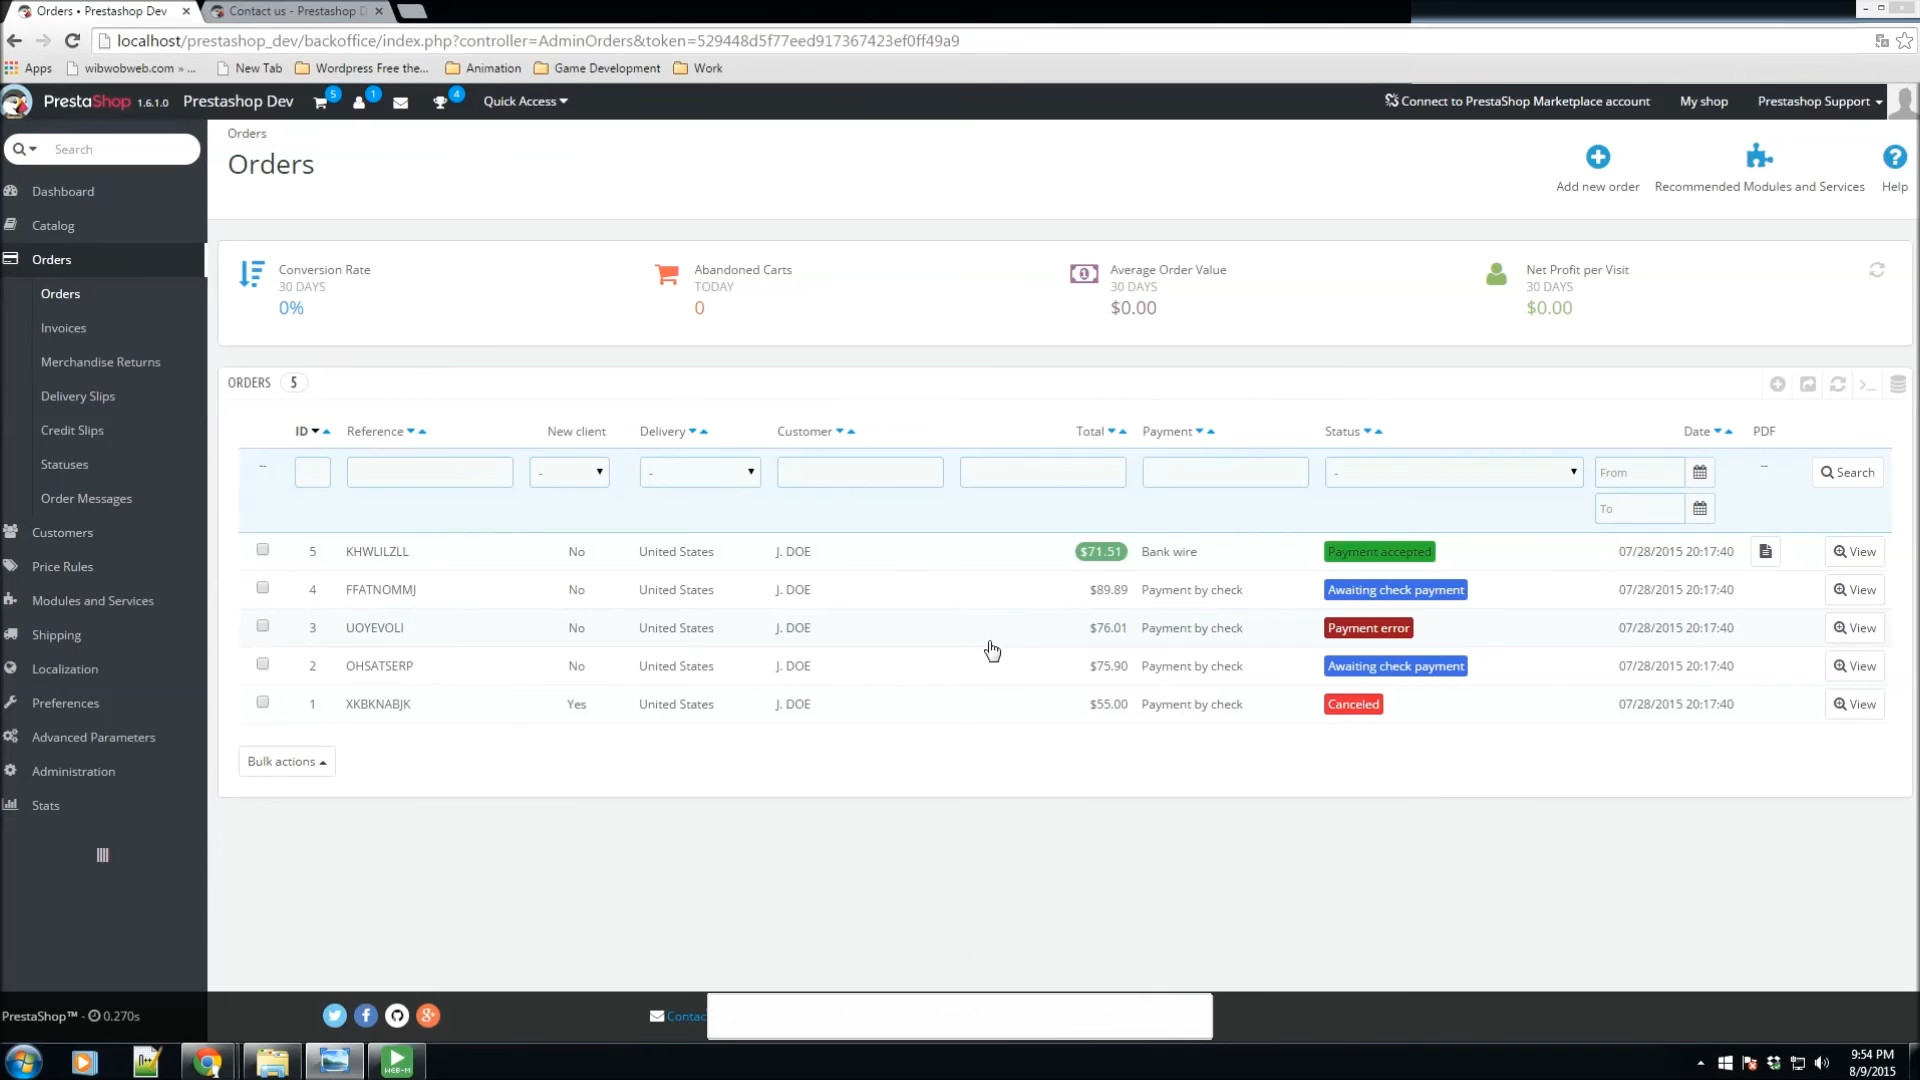 Orders • Prestashop Dev
Contact us - Prestashop D
localhost/prestashop_dev/backoffice/index.php?controller=AdminOrders&token=529448d5f77eed917367423ef0ff49a9
Apps wibwobweb.com » ... New Tab Wordpress Free the... Animation Game Development Work
PrestaShop 1.6.1.0 Prestashop Dev 5 1 4 Quick Access Connect to PrestaShop Marketplace account My shop Prestashop Support
Search
Dashboard
Catalog
Orders
Orders
Invoices
Merchandise Returns
Delivery Slips
Credit Slips
Statuses
Order Messages
Customers
Price Rules
Modules and Services
Shipping
Localization
Preferences
Advanced Parameters
Administration
Stats
Orders
Orders
Add new order Recommended Modules and Services Help
Conversion Rate
30 DAYS
0%
Abandoned Carts
TODAY
0
Average Order Value
30 DAYS
$0.00
Net Profit per Visit
30 DAYS
$0.00
ORDERS 5
ID Reference New client Delivery Customer Total Payment Status Date PDF
-- - - - From -- Search
To
5 KHWLILZLL No United States J. DOE $71.51 Bank wire Payment accepted 07/28/2015 20:17:40 View
4 FFATNOMMJ No United States J. DOE $89.89 Payment by check Awaiting check payment 07/28/2015 20:17:40 View
3 UOYEVOLI No United States J. DOE $76.01 Payment by check Payment error 07/28/2015 20:17:40 View
2 OHSATSERP No United States J. DOE $75.90 Payment by check Awaiting check payment 07/28/2015 20:17:40 View
1 XKBKNABJK Yes United States J. DOE $55.00 Payment by check Canceled 07/28/2015 20:17:40 View
Bulk actions
PrestaShop™ - 0.270s
Contac
WEB-M
9:54 PM
8/9/2015